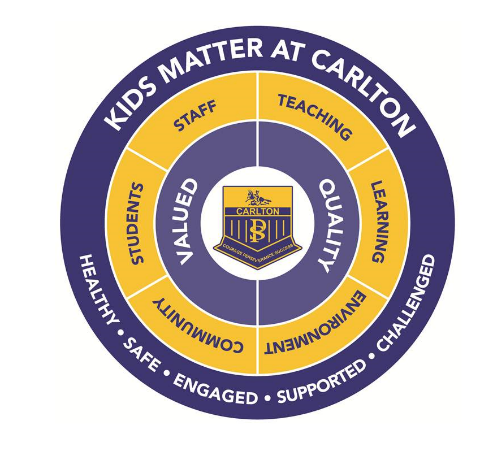 KIDS MATTER AT CARLTON
STAFF
TEACHING
STUDENTS
LEARNING
VALUED
QUALITY
CARLTON
COMMUNITY
ENVIRONMENT
HEALTHY • SAFE • ENGAGED • SUPPORTED • CHALLENGED